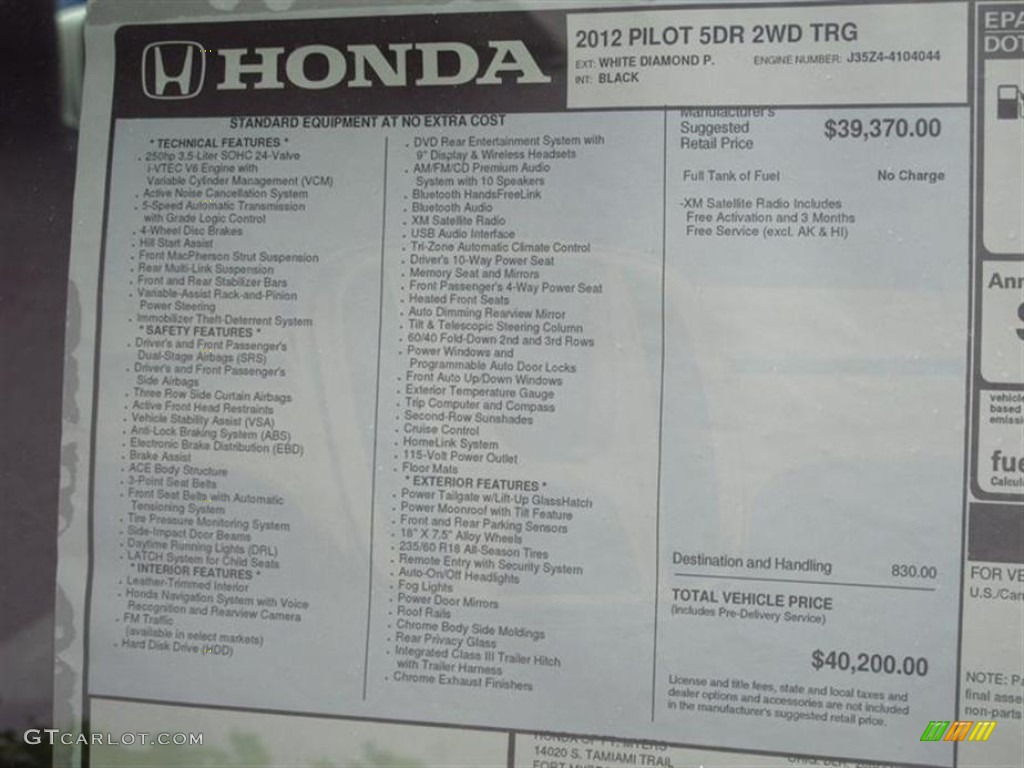 HONDA
2012 PILOT 5DR 2WD TRG
EXT: WHITE DIAMOND P.
ENGINE NUMBER: J35Z4-4104044
INT: BLACK
STANDARD EQUIPMENT AT NO EXTRA COST
* TECHNICAL FEATURES *
. 250hp 3.5-Liter SOHC 24-Valve
i-VTEC V6 Engine with
Variable Cylinder Management (VCM)
. Active Noise Cancellation System
. 5-Speed Automatic Transmission
with Grade Logic Control
. 4-Wheel Disc Brakes
. Hill Start Assist
. Front MacPherson Strut Suspension
. Rear Multi-Link Suspension
. Front and Rear Stabilizer Bars
. Variable-Assist Rack-and-Pinion
Power Steering
. Immobilizer Theft-Deterrent System
* SAFETY FEATURES *
. Driver's and Front Passenger's
Dual-Stage Airbags (SRS)
. Driver's and Front Passenger's
Side Airbags
. Three Row Side Curtain Airbags
. Active Front Head Restraints
. Vehicle Stability Assist (VSA)
. Anti-Lock Braking System (ABS)
. Electronic Brake Distribution (EBD)
. Brake Assist
. ACE Body Structure
. 3-Point Seat Belts
. Front Seat Belts with Automatic
Tensioning System
. Tire Pressure Monitoring System
. Side-Impact Door Beams
. Daytime Running Lights (DRL)
. LATCH System for Child Seats
* INTERIOR FEATURES *
. Leather-Trimmed Interior
. Honda Navigation System with Voice
Recognition and Rearview Camera
. FM Traffic
(available in select markets)
. Hard Disk Drive (HDD)
. DVD Rear Entertainment System with
9" Display & Wireless Headsets
. AM/FM/CD Premium Audio
System with 10 Speakers
. Bluetooth HandsFreeLink
. Bluetooth Audio
. XM Satellite Radio
. USB Audio Interface
. Tri-Zone Automatic Climate Control
. Driver's 10-Way Power Seat
. Memory Seat and Mirrors
. Front Passenger's 4-Way Power Seat
. Heated Front Seats
. Auto Dimming Rearview Mirror
. Tilt & Telescopic Steering Column
. 60/40 Fold-Down 2nd and 3rd Rows
. Power Windows and
Programmable Auto Door Locks
. Front Auto Up/Down Windows
. Exterior Temperature Gauge
. Trip Computer and Compass
. Second-Row Sunshades
. Cruise Control
. HomeLink System
. 115-Volt Power Outlet
. Floor Mats
* EXTERIOR FEATURES *
. Power Tailgate w/Lift-Up GlassHatch
. Power Moonroof with Tilt Feature
. Front and Rear Parking Sensors
. 18" X 7.5" Alloy Wheels
. 235/60 R18 All-Season Tires
. Remote Entry with Security System
. Auto-On/Off Headlights
. Fog Lights
. Power Door Mirrors
. Roof Rails
. Chrome Body Side Moldings
. Rear Privacy Glass
. Integrated Class III Trailer Hitch
with Trailer Harness
. Chrome Exhaust Finishers
Manufacturer's
Suggested
Retail Price
$39,370.00
Full Tank of Fuel
No Charge
-XM Satellite Radio Includes
Free Activation and 3 Months
Free Service (excl. AK & HI)
Destination and Handling
830.00
TOTAL VEHICLE PRICE
(includes Pre-Delivery Service)
$40,200.00
License and title fees, state and local taxes and
dealer options and accessories are not included
in the manufacturer's suggested retail price.
EPA
DOT
Ann
vehicle
based
emissi
fue
Calcula
FOR VE
U.S./Can
NOTE: Pa
final asse
non-parts
14020 S. TAMIAMI TRAIL
GTCARLOT.COM